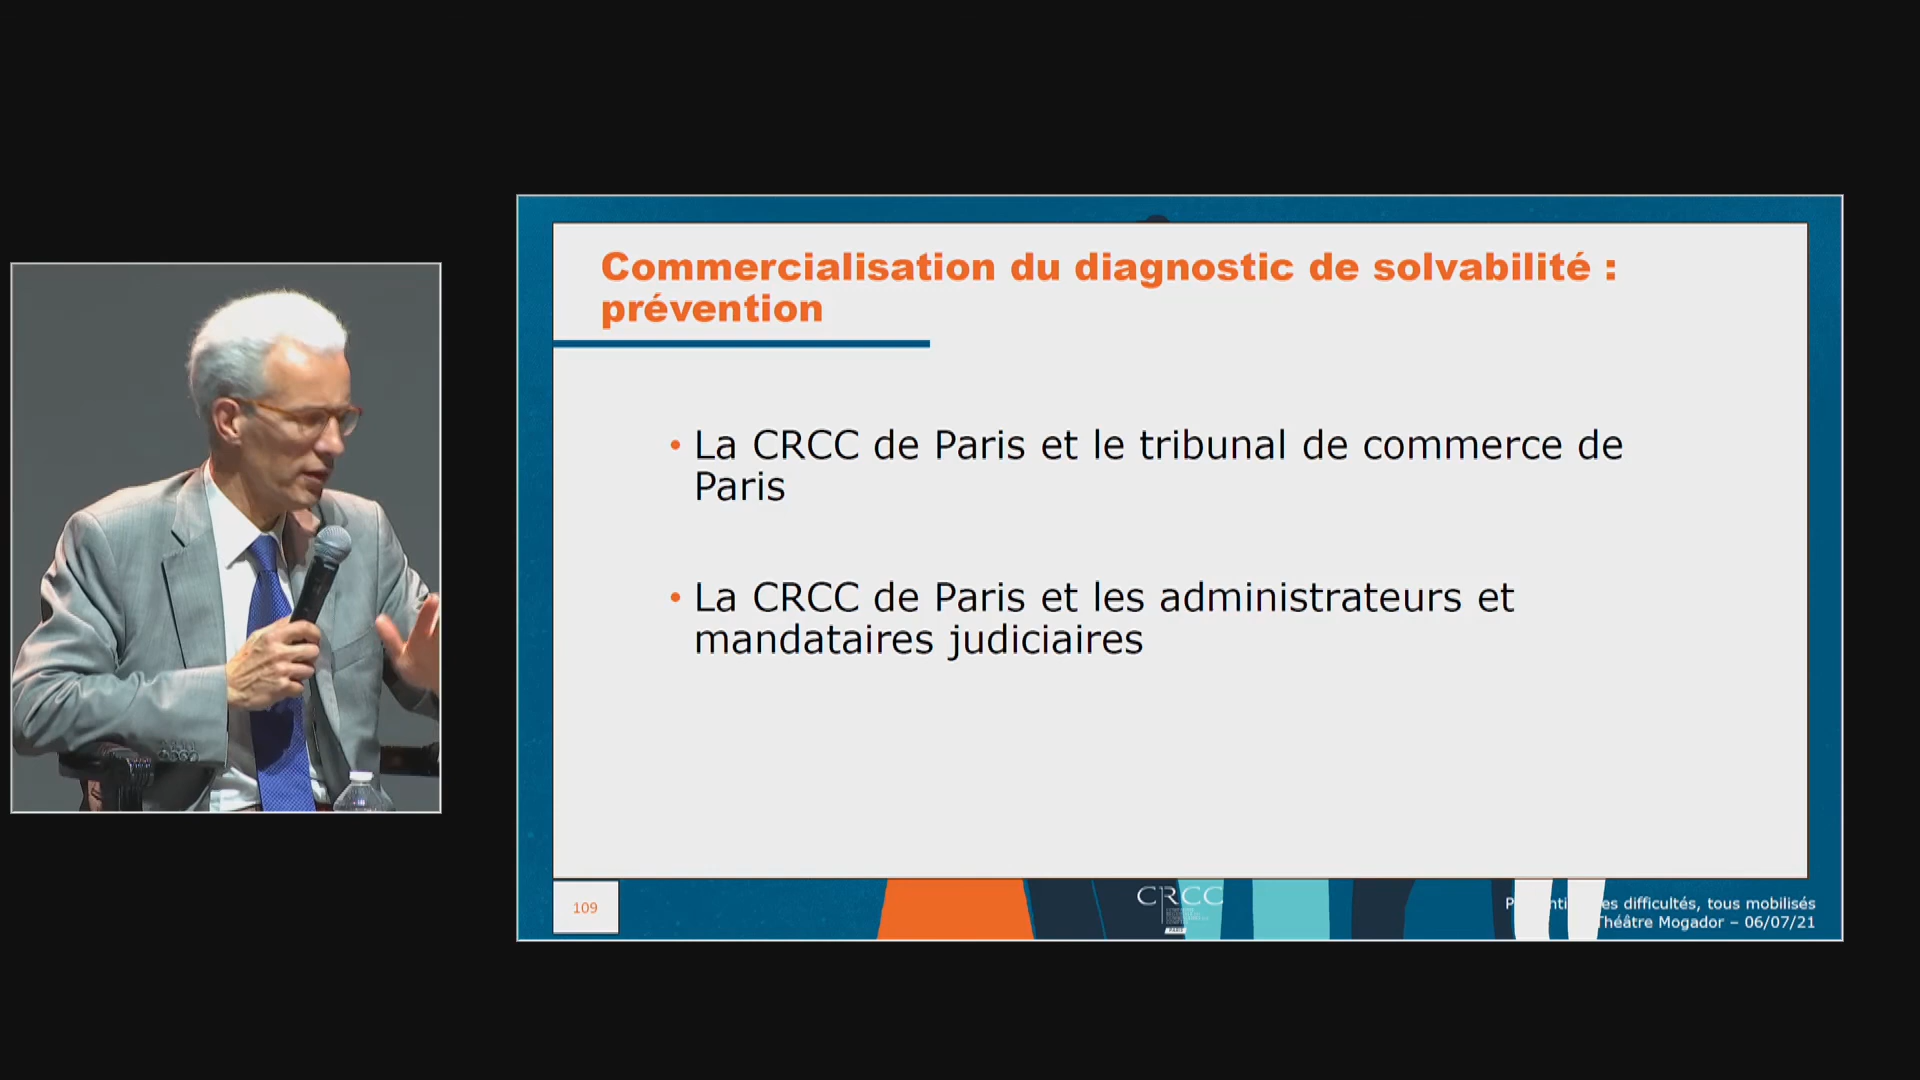 Commercialisation du diagnostic de solvabilité :
prévention
• La CRCC de Paris et le tribunal de commerce de
Paris
• La CRCC de Paris et les administrateurs et
mandataires judiciaires
109
CRCC
PARIS
difficultés, tous mobilisés
Théâtre Mogador – 06/07/21